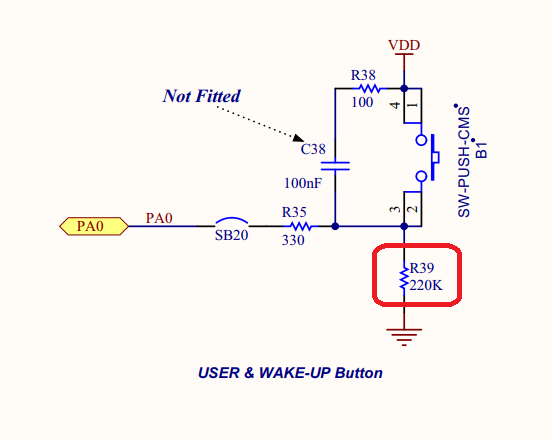 VDD
R38
100
4
1
Not Fitted
C38
100nF
SW-PUSH-CMS
B1
3
2
PA0
PA0
SB20
R35
330
R39
220K
USER & WAKE-UP Button